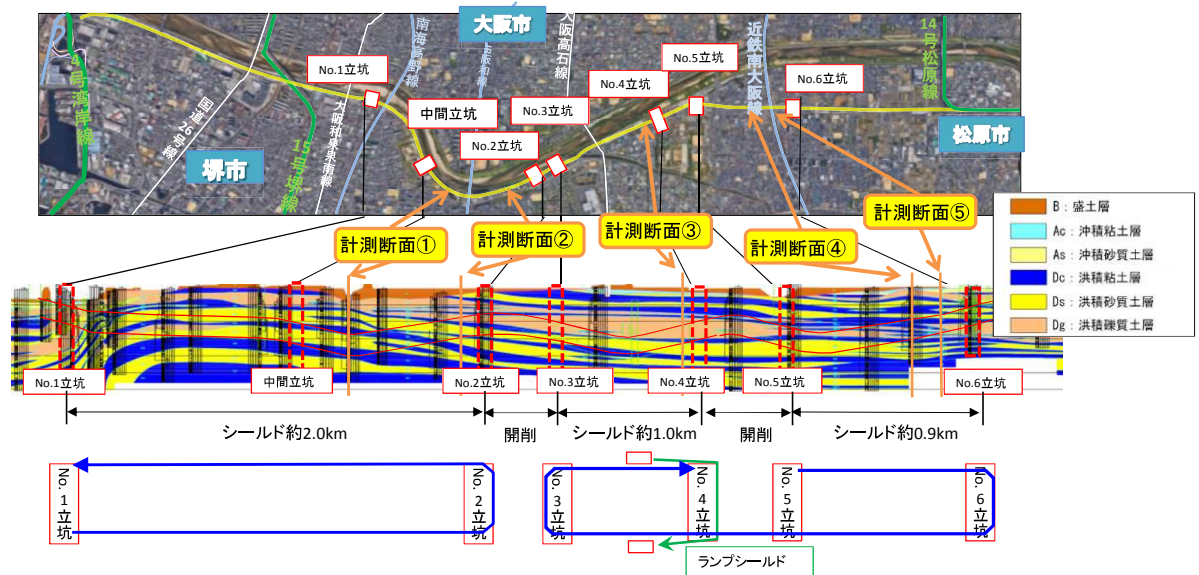 大阪市
4号湾岸線
国道26号線
堺市
15号堺線
大阪和泉泉南線
No.1立坑
南海高野線
中間立坑
阪和線
No.2立坑
No.3立坑
大阪高石線
No.4立坑
No.5立坑
近鉄南大阪線
No.6立坑
14号松原線
松原市
計測断面①
計測断面②
計測断面③
計測断面④
計測断面⑤
B：盛土層
Ac：沖積粘土層
As：沖積砂質土層
Dc：洪積粘土層
Ds：洪積砂質土層
Dg：洪積礫質土層
No.1立坑
中間立坑
No.2立坑
No.3立坑
No.4立坑
No.5立坑
No.6立坑
シールド約2.0km
開削
シールド約1.0km
開削
シールド約0.9km
No.1立坑
No.2立坑
No.3立坑
No.4立坑
No.5立坑
No.6立坑
ランプシールド